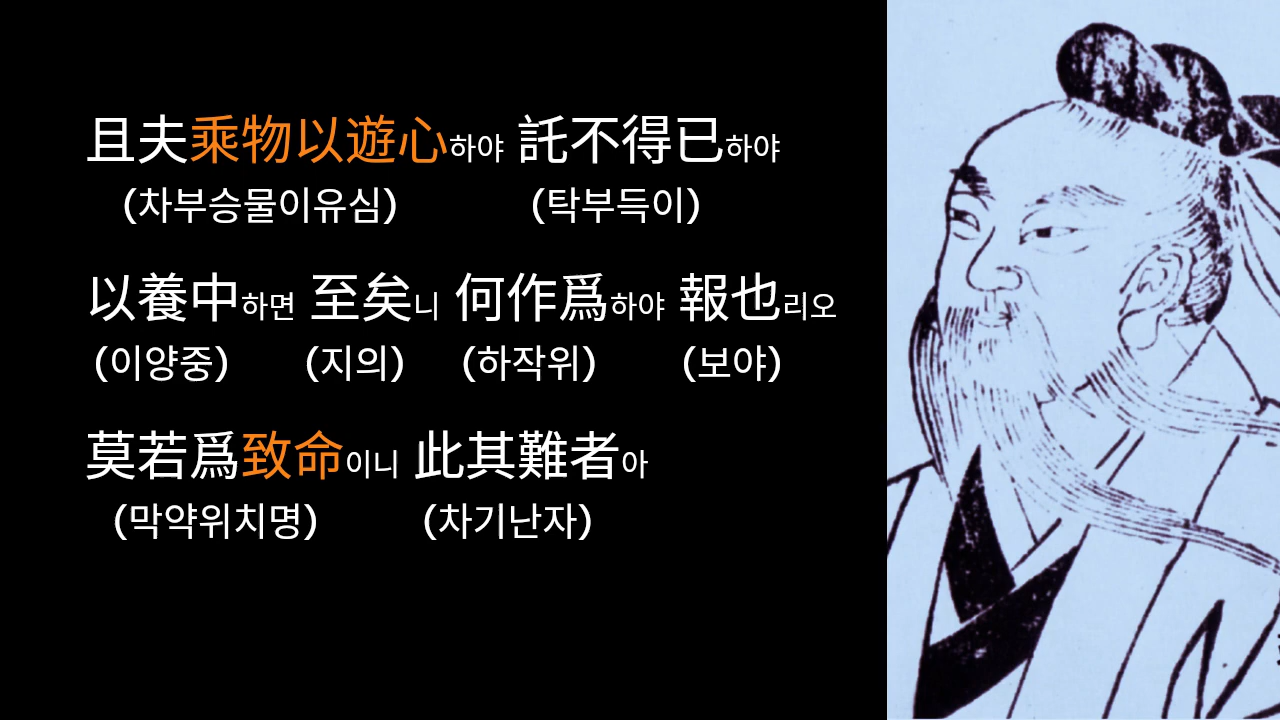 且夫乘物以遊心하야 託不得已하야
(차부승물이유심) (탁부득이)
以養中하면 至矣니 何作爲하야 報也리오
(이양중) (지의) (하작위) (보야)
莫若爲致命이니 此其難者아
(막약위치명) (차기난자)